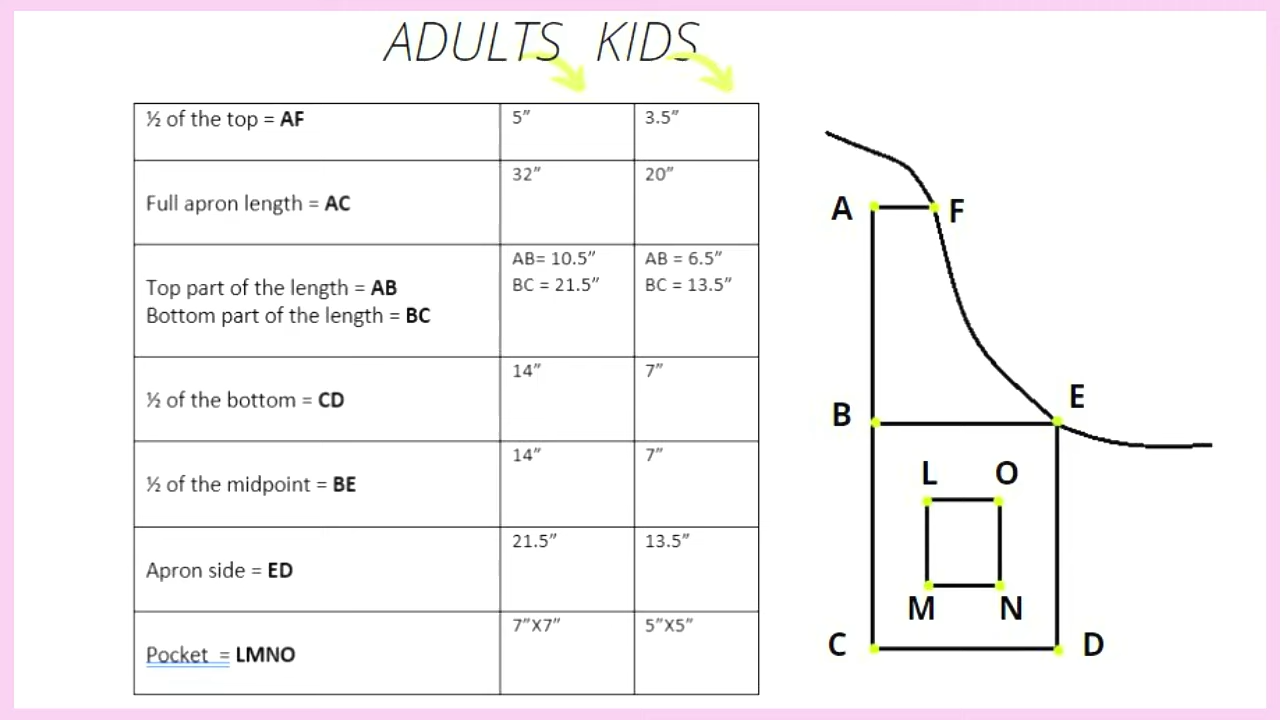 ADULTS KIDS
½ of the top = AF 5” 3.5”
Full apron length = AC 32” 20”
Top part of the length = AB AB= 10.5” AB = 6.5”
Bottom part of the length = BC BC = 21.5” BC = 13.5”
½ of the bottom = CD 14” 7”
½ of the midpoint = BE 14” 7”
Apron side = ED 21.5” 13.5”
Pocket = LMNO 7”X7” 5”X5”
A F
E
B
L O
M N
C D